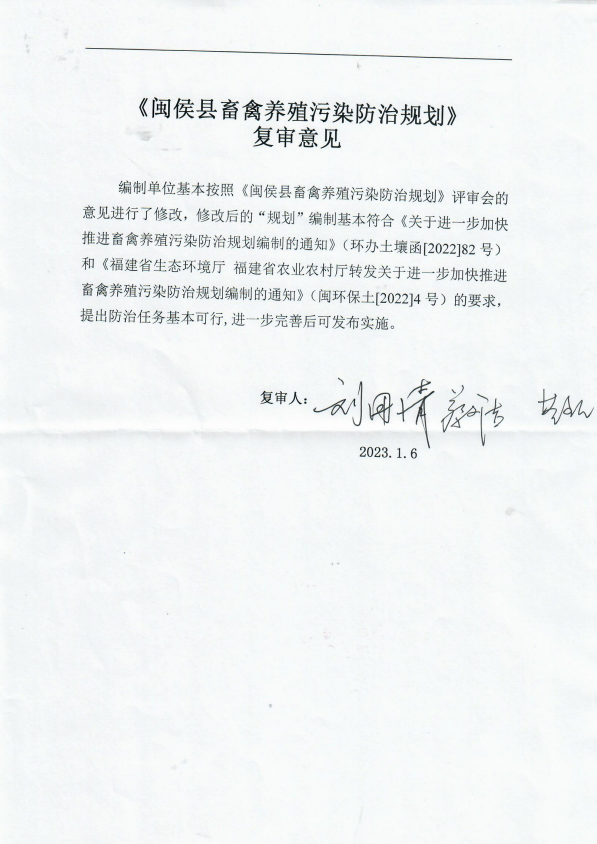 《闽侯县畜禽养殖污染防治规划》
复审意见
编制单位基本按照《闽侯县畜禽养殖污染防治规划》评审会的
意见进行了修改，修改后的“规划”编制基本符合《关于进一步加快
推进畜禽养殖污染防治规划编制的通知》（环办土壤函[2022]82 号）
和《福建省生态环境厅 福建省农业农村厅转发关于进一步加快推进
畜禽养殖污染防治规划编制的通知》（闽环保土[2022]4 号）的要求，
提出防治任务基本可行,进一步完善后可发布实施。
复审人：
2023.1.6